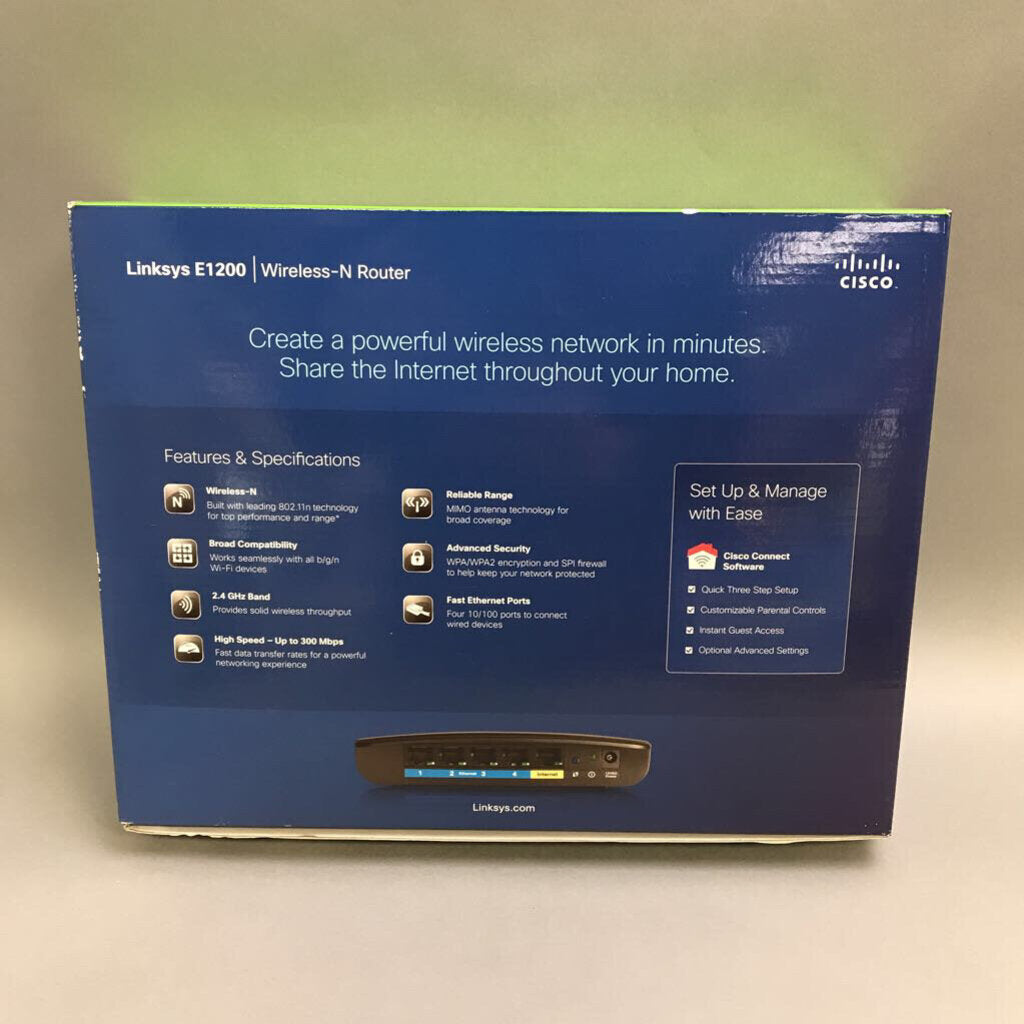 Linksys E1200 | Wireless-N Router
CISCO
Create a powerful wireless network in minutes.
Share the Internet throughout your home.
Features & Specifications
N
Wireless-N
Built with leading 802.11n technology
for top performance and range*
Broad Compatibility
Works seamlessly with all b/g/n
Wi-Fi devices
2.4 GHz Band
Provides solid wireless throughput
High Speed – Up to 300 Mbps
Fast data transfer rates for a powerful
networking experience
Reliable Range
MIMO antenna technology for
broad coverage
Advanced Security
WPA/WPA2 encryption and SPI firewall
to help keep your network protected
Fast Ethernet Ports
Four 10/100 ports to connect
wired devices
Set Up & Manage
with Ease
Cisco Connect
Software
Quick Three Step Setup
Customizable Parental Controls
Instant Guest Access
Optional Advanced Settings
1 2 Ethernet 3 4 Internet
Linksys.com